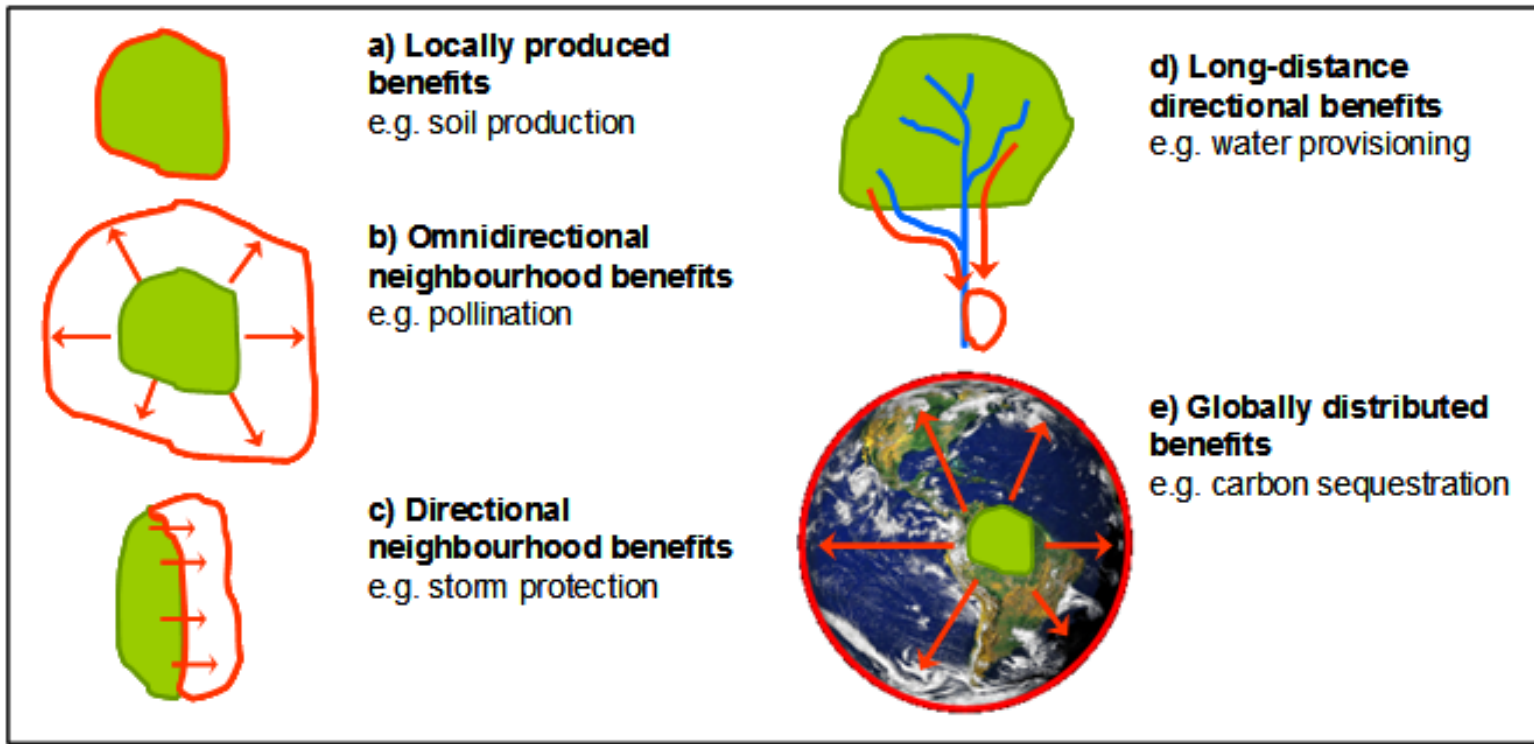 a) Locally produced
benefits
e.g. soil production
b) Omnidirectional
neighbourhood benefits
e.g. pollination
c) Directional
neighbourhood benefits
e.g. storm protection
d) Long-distance
directional benefits
e.g. water provisioning
e) Globally distributed
benefits
e.g. carbon sequestration